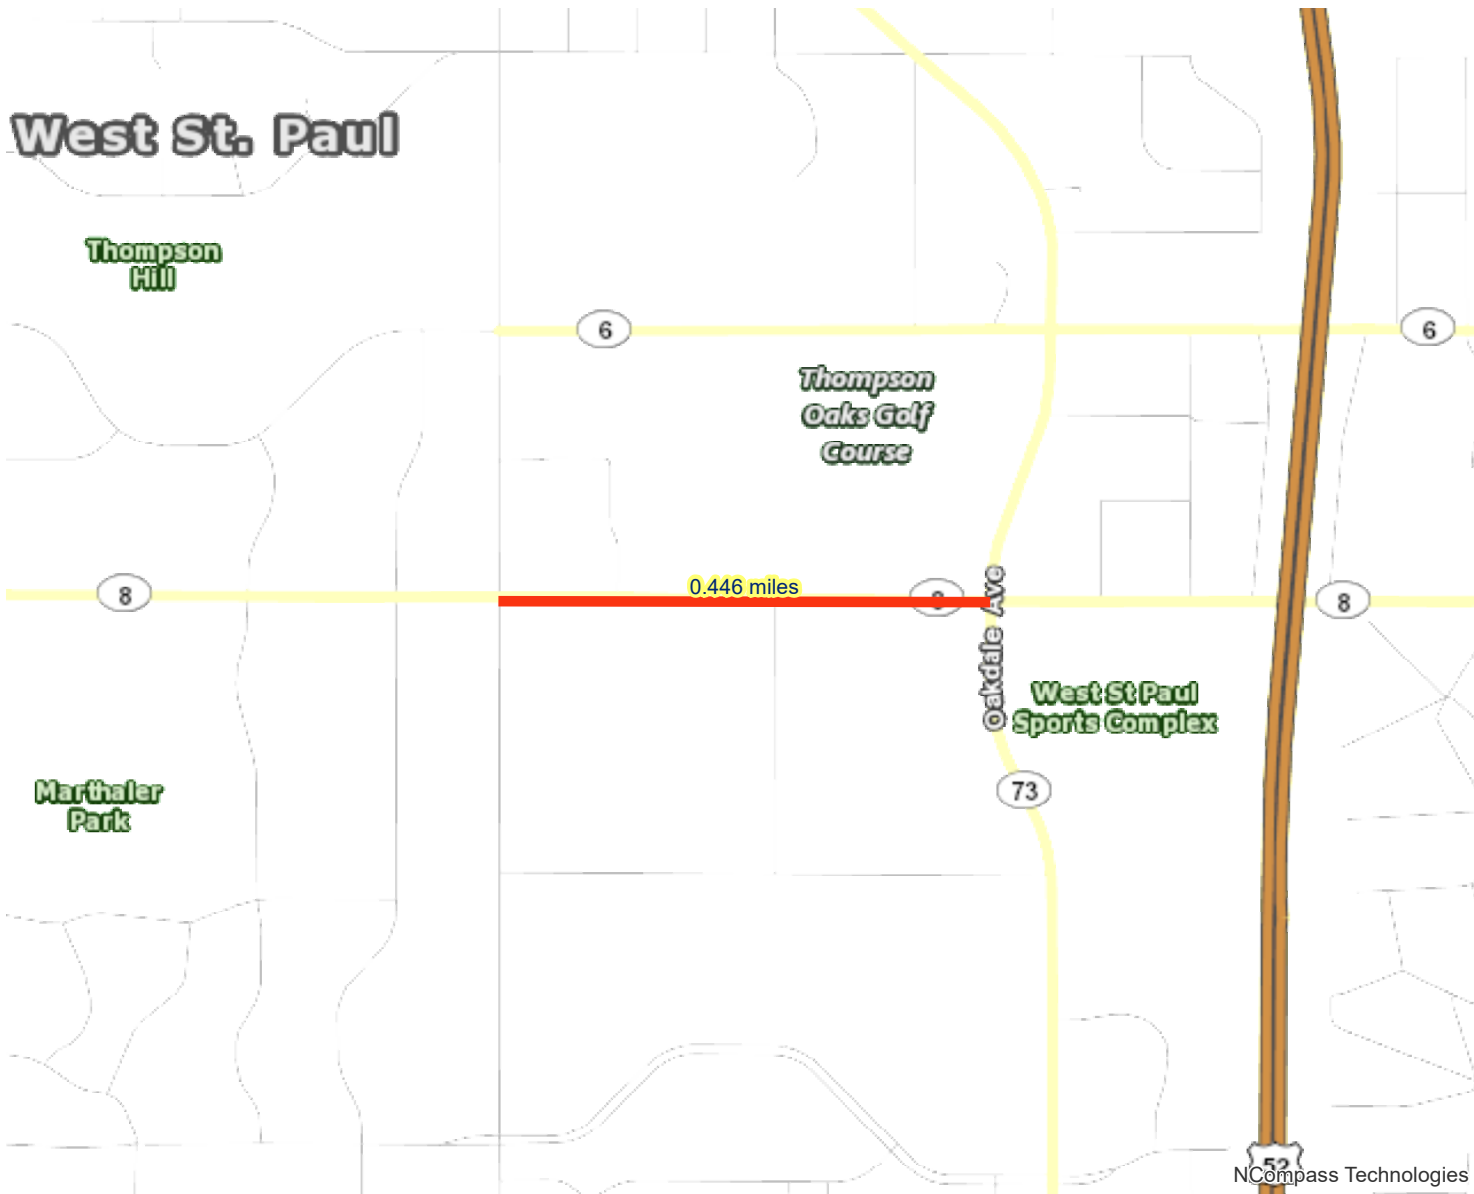 West St. Paul
Thompson
Hill
6
6
Thompson
Oaks Golf
Course
8
0.446 miles
8
Oakdale Ave
West St Paul
Sports Complex
73
Marthaler
Park
52
NCompass Technologies